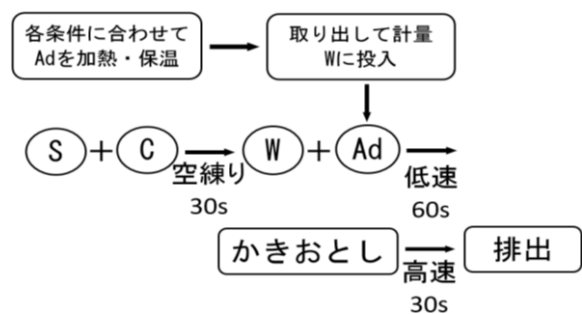 各条件に合わせて
Adを加熱・保温
取り出して計量
Wに投入
S + C
空練り
30s
W + Ad
低速
60s
かきおとし
高速
30s
排出